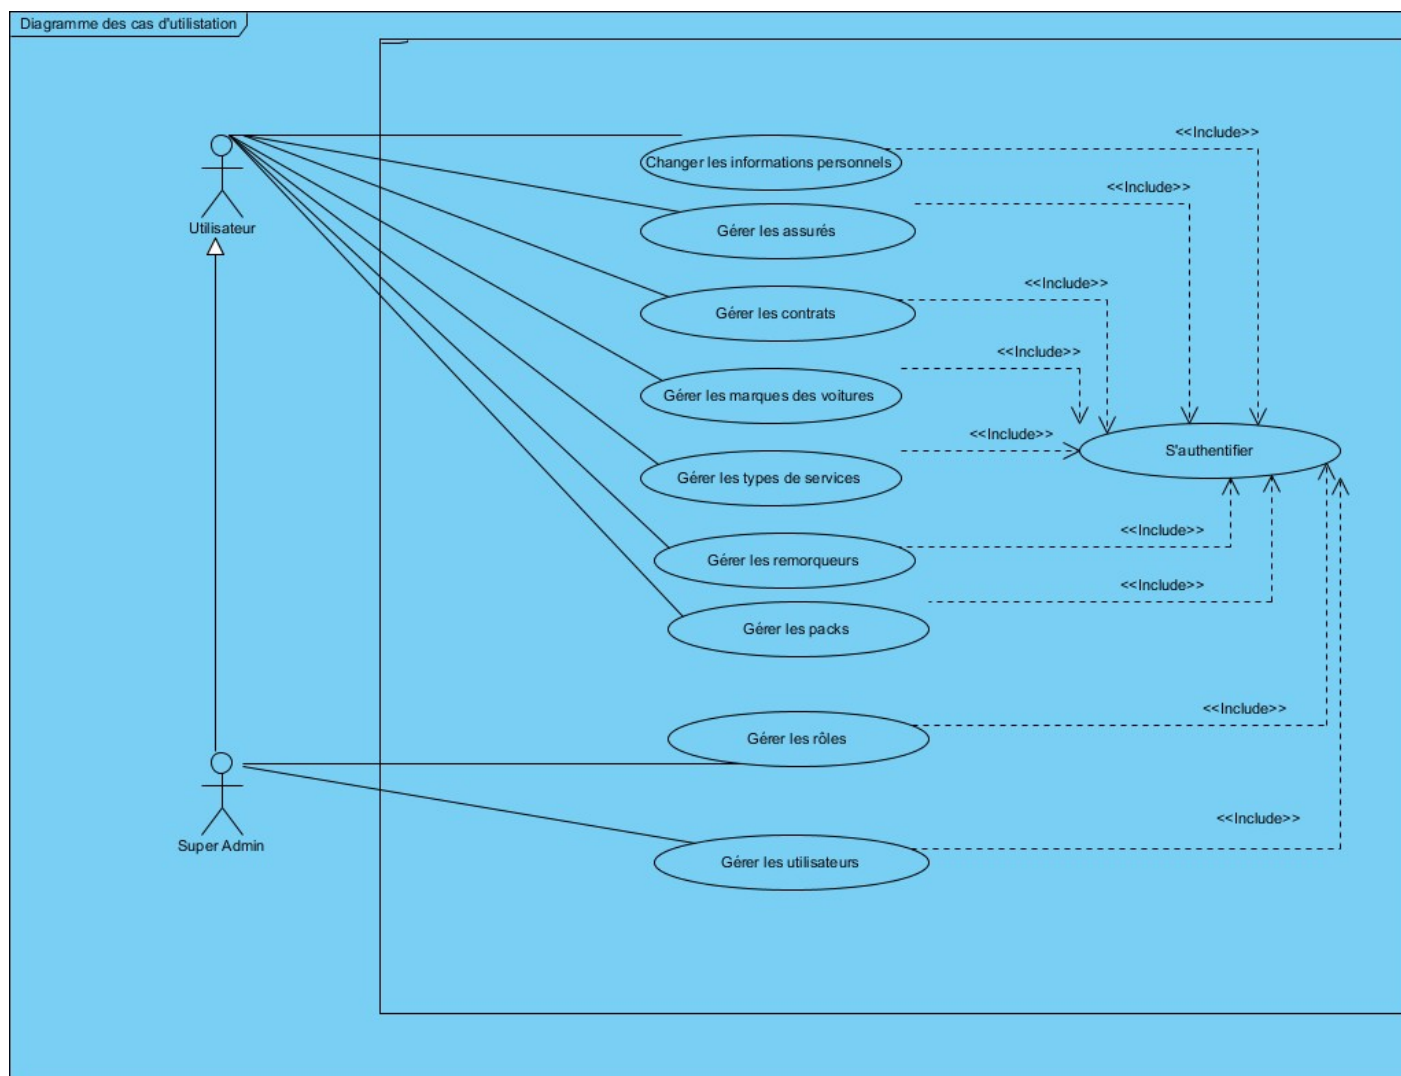 Diagramme des cas d'utilistation
<<Include>>
Changer les informations personnels
<<Include>>
Utilisateur
Gérer les assurés
<<Include>>
Gérer les contrats
<<Include>>
Gérer les marques des voitures
<<Include>>
S'authentifier
Gérer les types de services
<<Include>>
Gérer les remorqueurs
<<Include>>
Gérer les packs
<<Include>>
Gérer les rôles
<<Include>>
Super Admin
Gérer les utilisateurs